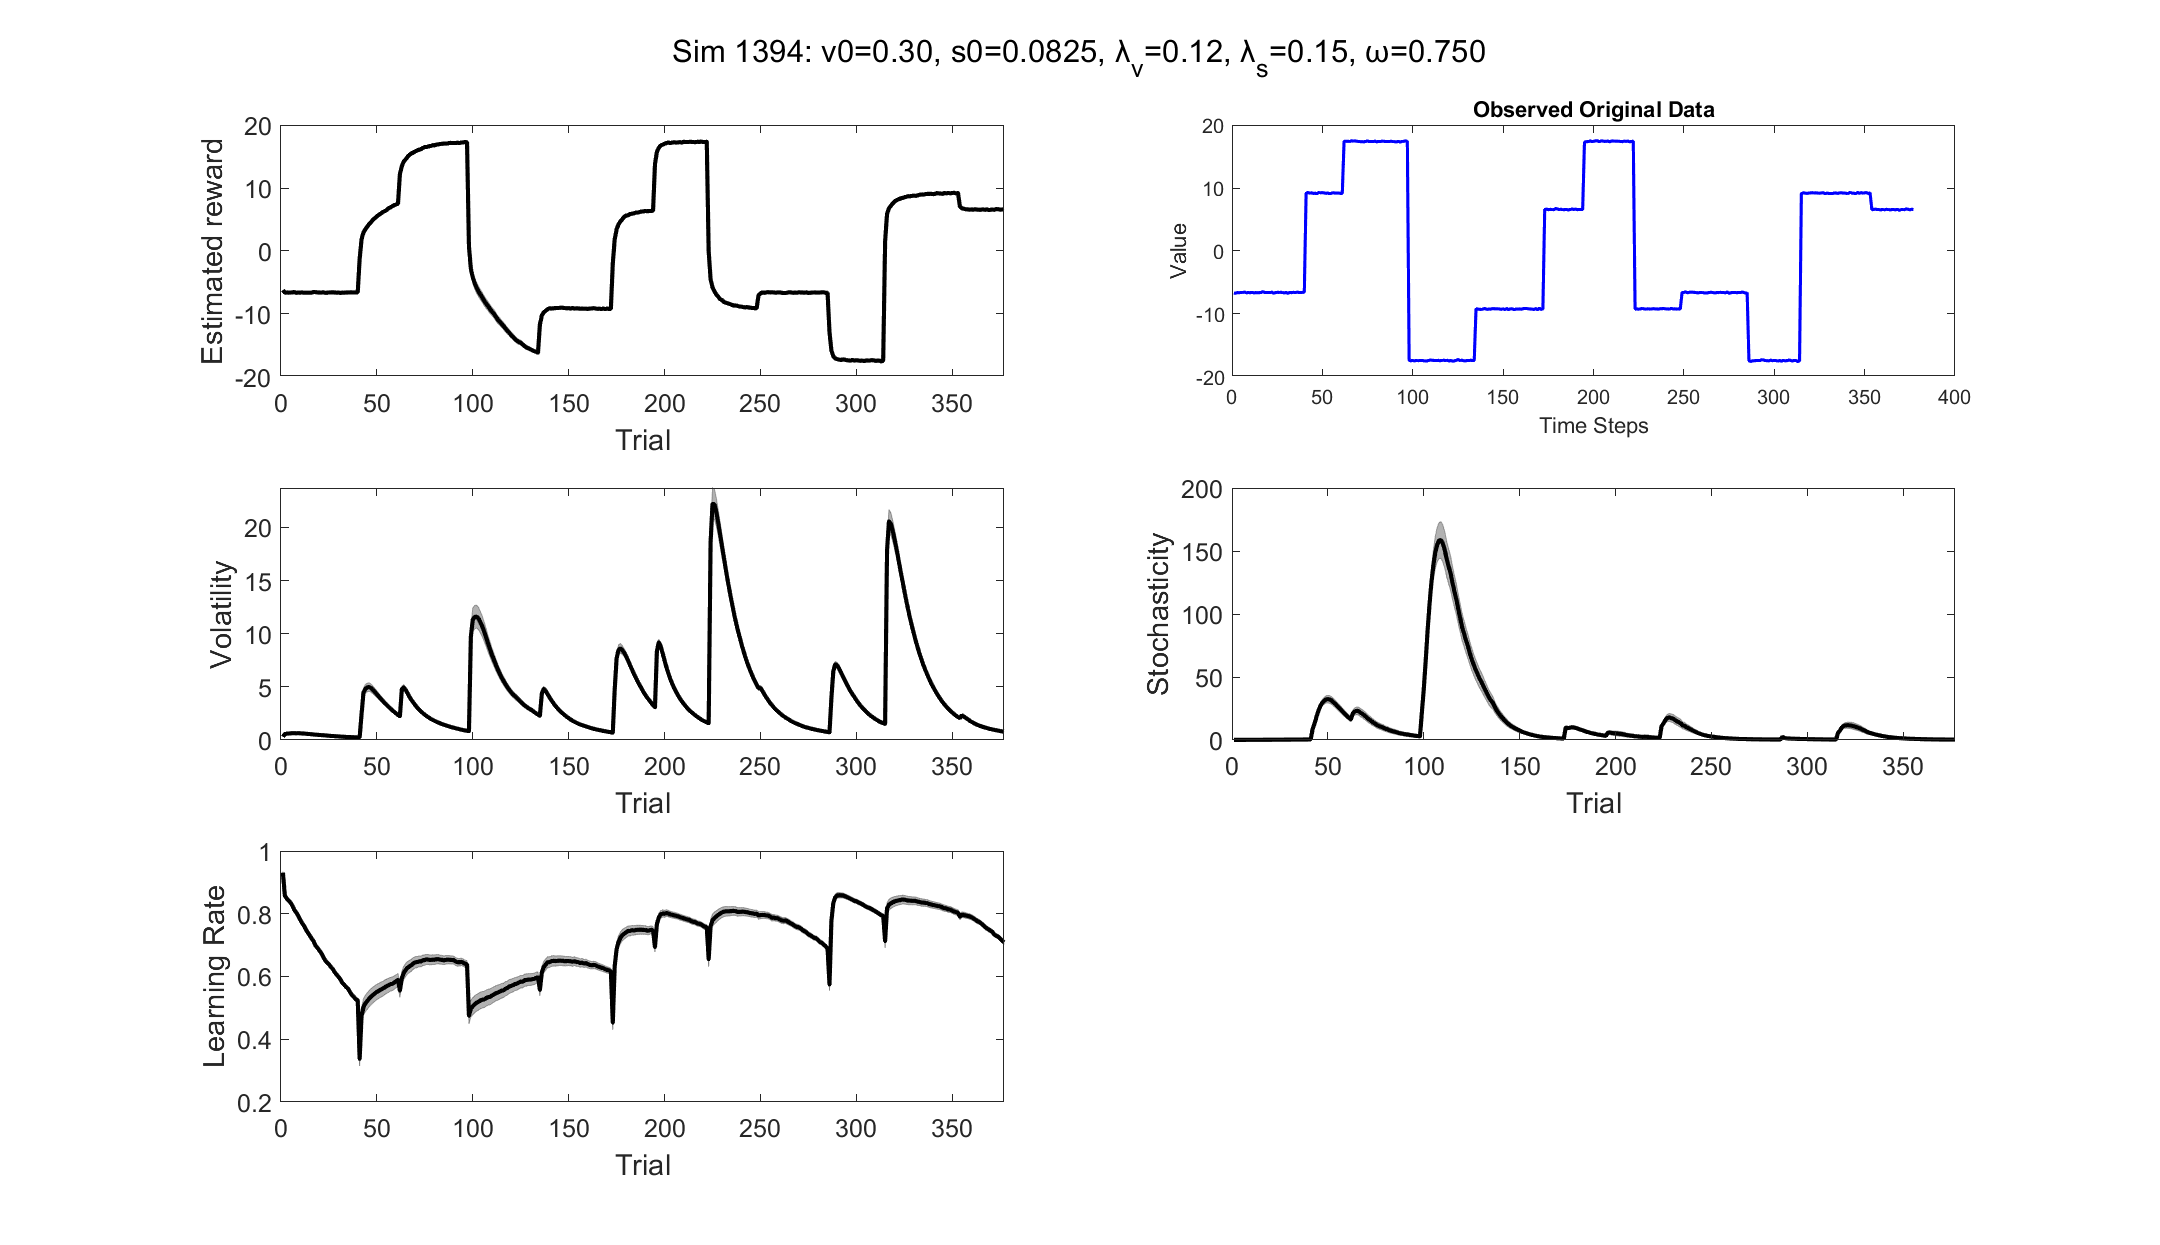 Sim 1394: v0=0.30, s0=0.0825, λ_v=0.12, λ_s=0.15, ω=0.750
Estimated reward
20
10
0
-10
-20
0 50 100 150 200 250 300 350
Trial
Observed Original Data
Value
20
10
0
-10
-20
0 50 100 150 200 250 300 350 400
Time Steps
Volatility
20
15
10
5
0
0 50 100 150 200 250 300 350
Trial
Stochasticity
200
150
100
50
0
0 50 100 150 200 250 300 350
Trial
Learning Rate
1
0.8
0.6
0.4
0.2
0 50 100 150 200 250 300 350
Trial